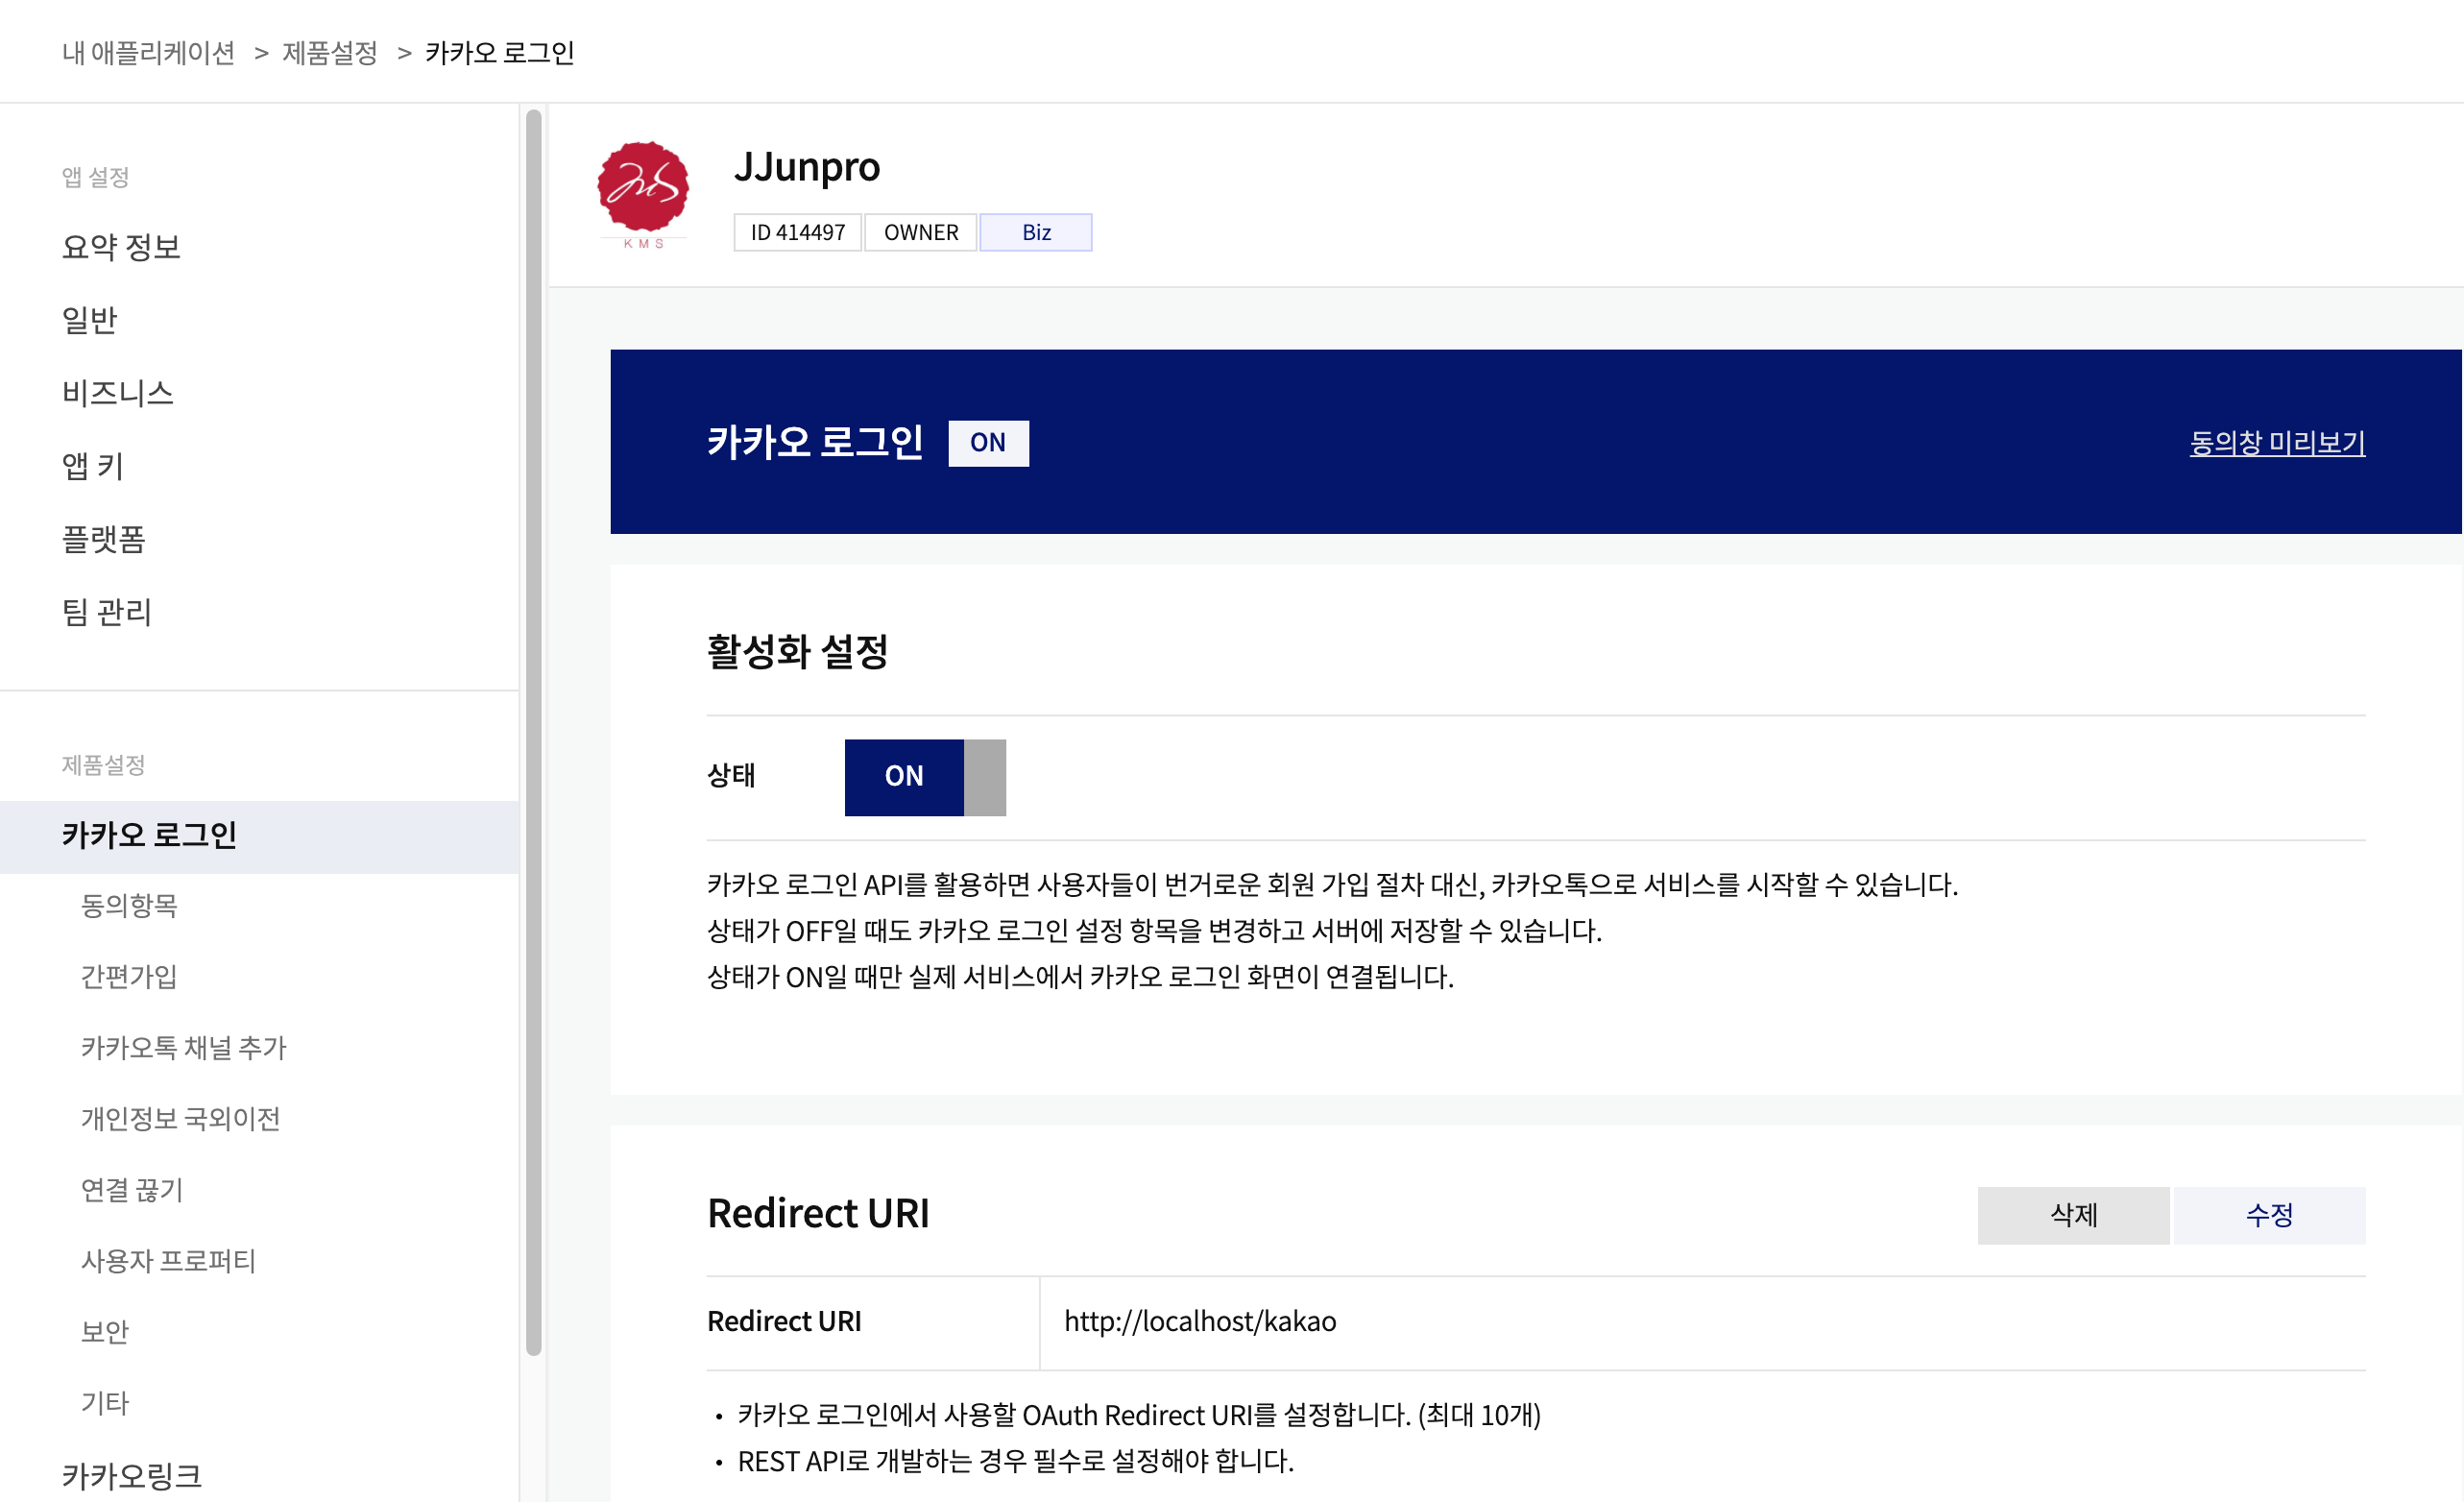 내 애플리케이션 > 제품설정 > 카카오 로그인
앱 설정
요약 정보
일반
비즈니스
앱 키
플랫폼
팀 관리
제품설정
카카오 로그인
동의항목
간편가입
카카오톡 채널 추가
개인정보 국외이전
연결 끊기
사용자 프로퍼티
보안
기타
카카오링크
KMS
JJunpro
ID 414497 OWNER Biz
카카오 로그인 ON 동의창 미리보기
활성화 설정
상태 ON
카카오 로그인 API를 활용하면 사용자들이 번거로운 회원 가입 절차 대신, 카카오톡으로 서비스를 시작할 수 있습니다.
상태가 OFF일 때도 카카오 로그인 설정 항목을 변경하고 서버에 저장할 수 있습니다.
상태가 ON일 때만 실제 서비스에서 카카오 로그인 화면이 연결됩니다.
Redirect URI 삭제 수정
Redirect URI http://localhost/kakao
• 카카오 로그인에서 사용할 OAuth Redirect URI를 설정합니다. (최대 10개)
• REST API로 개발하는 경우 필수로 설정해야 합니다.